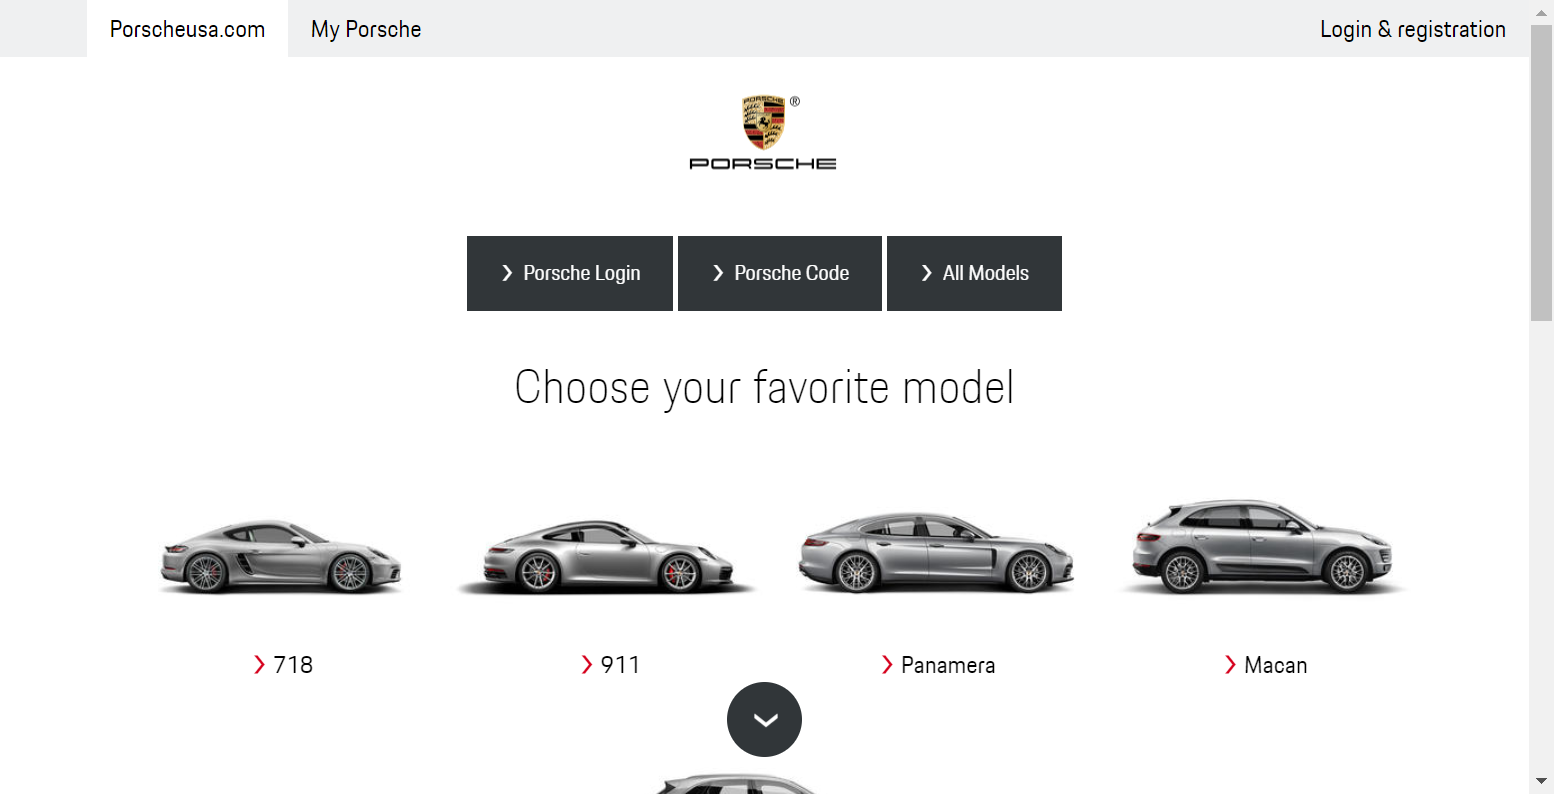 Porscheusa.com
My Porsche
Login & registration
PORSCHE
®
PORSCHE
Porsche Login
Porsche Code
All Models
Choose your favorite model
718
911
Panamera
Macan